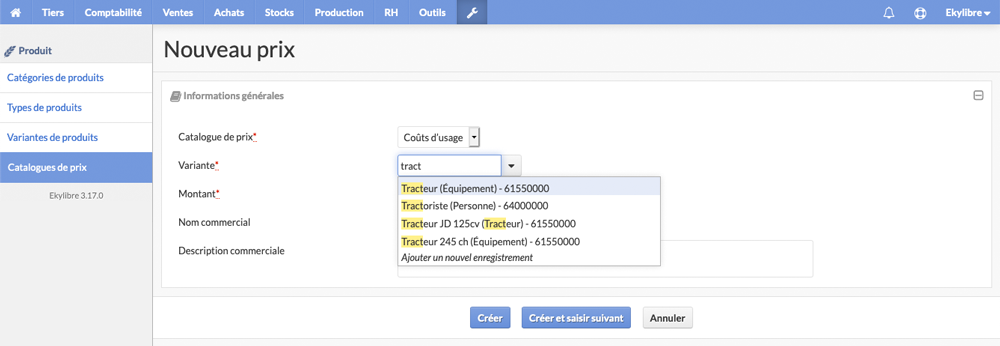 Tiers Comptabilité Ventes Achats Stocks Production RH Outils Ekylibre
Produit
Catégories de produits
Types de produits
Variantes de produits
Catalogues de prix
Ekylibre 3.17.0
Nouveau prix
Informations générales
Catalogue de prix* Coûts d'usage
Variante* tract
Tracteur (Équipement) - 61550000
Tractoriste (Personne) - 64000000
Tracteur JD 125cv (Tracteur) - 61550000
Tracteur 245 ch (Équipement) - 61550000
Ajouter un nouvel enregistrement
Montant*
Nom commercial
Description commerciale
Créer Créer et saisir suivant Annuler